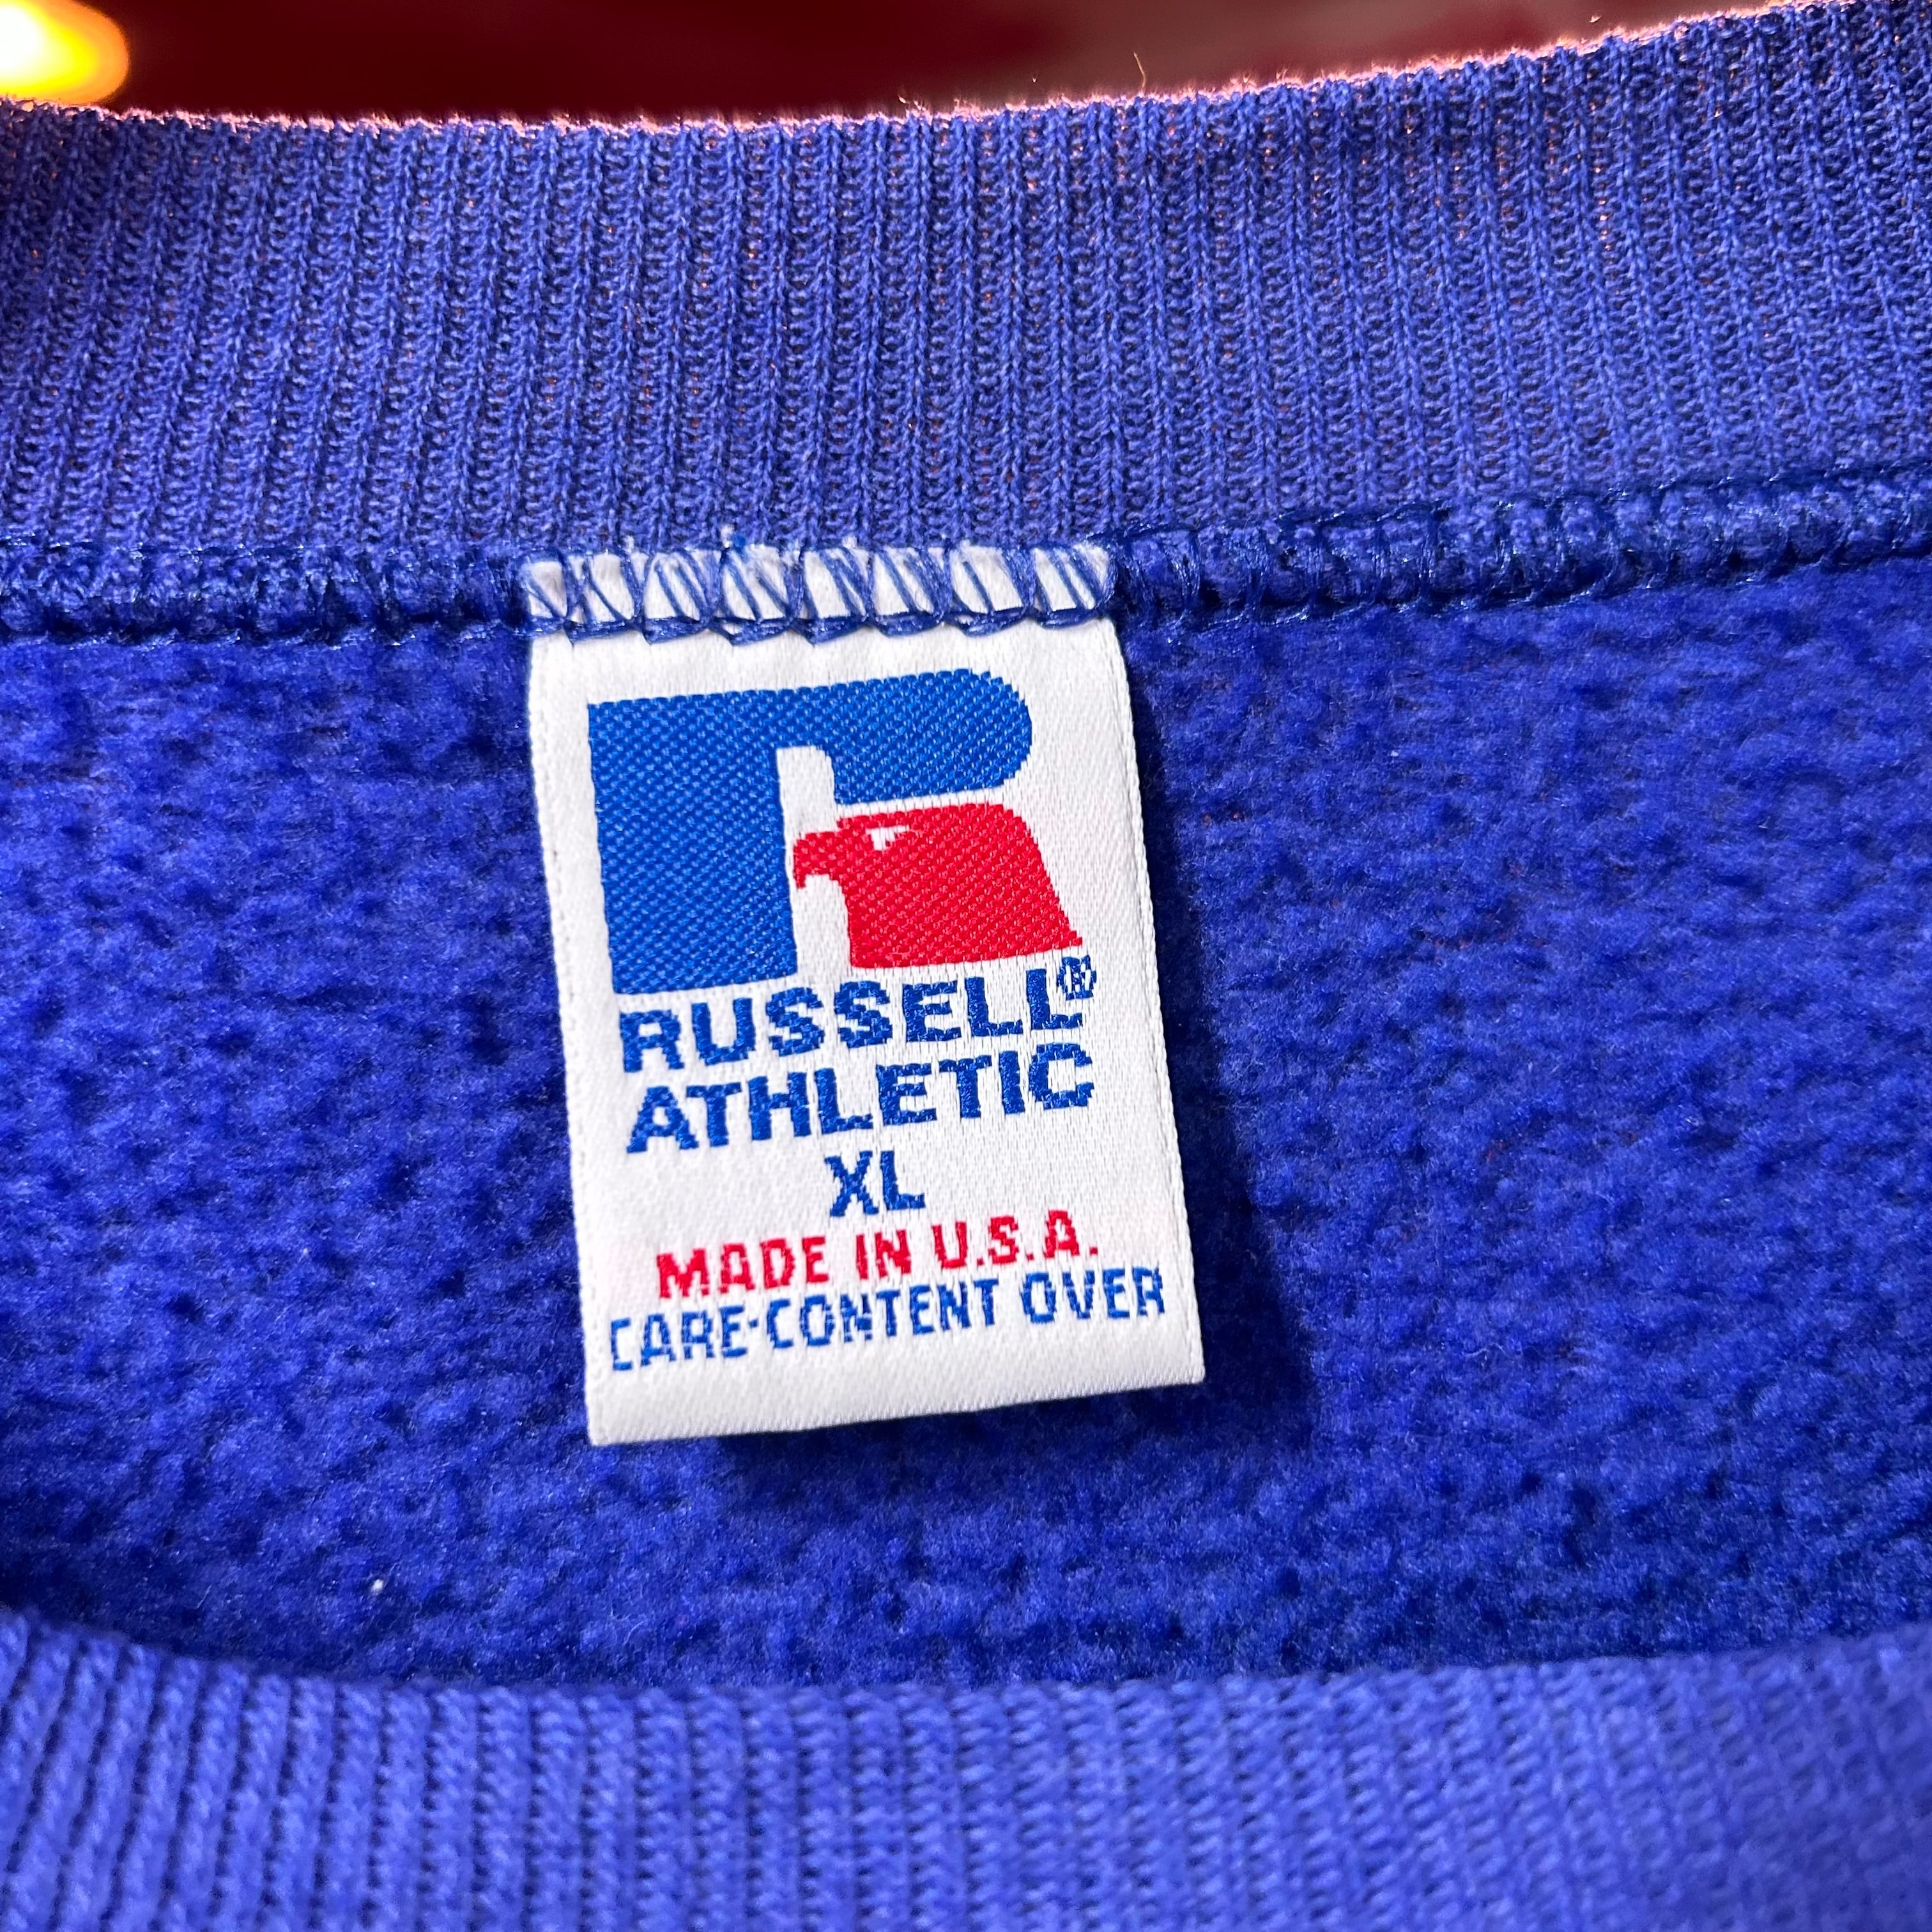 RUSSELL®
ATHLETIC
XL
MADE IN U.S.A.
CARE-CONTENT OVER